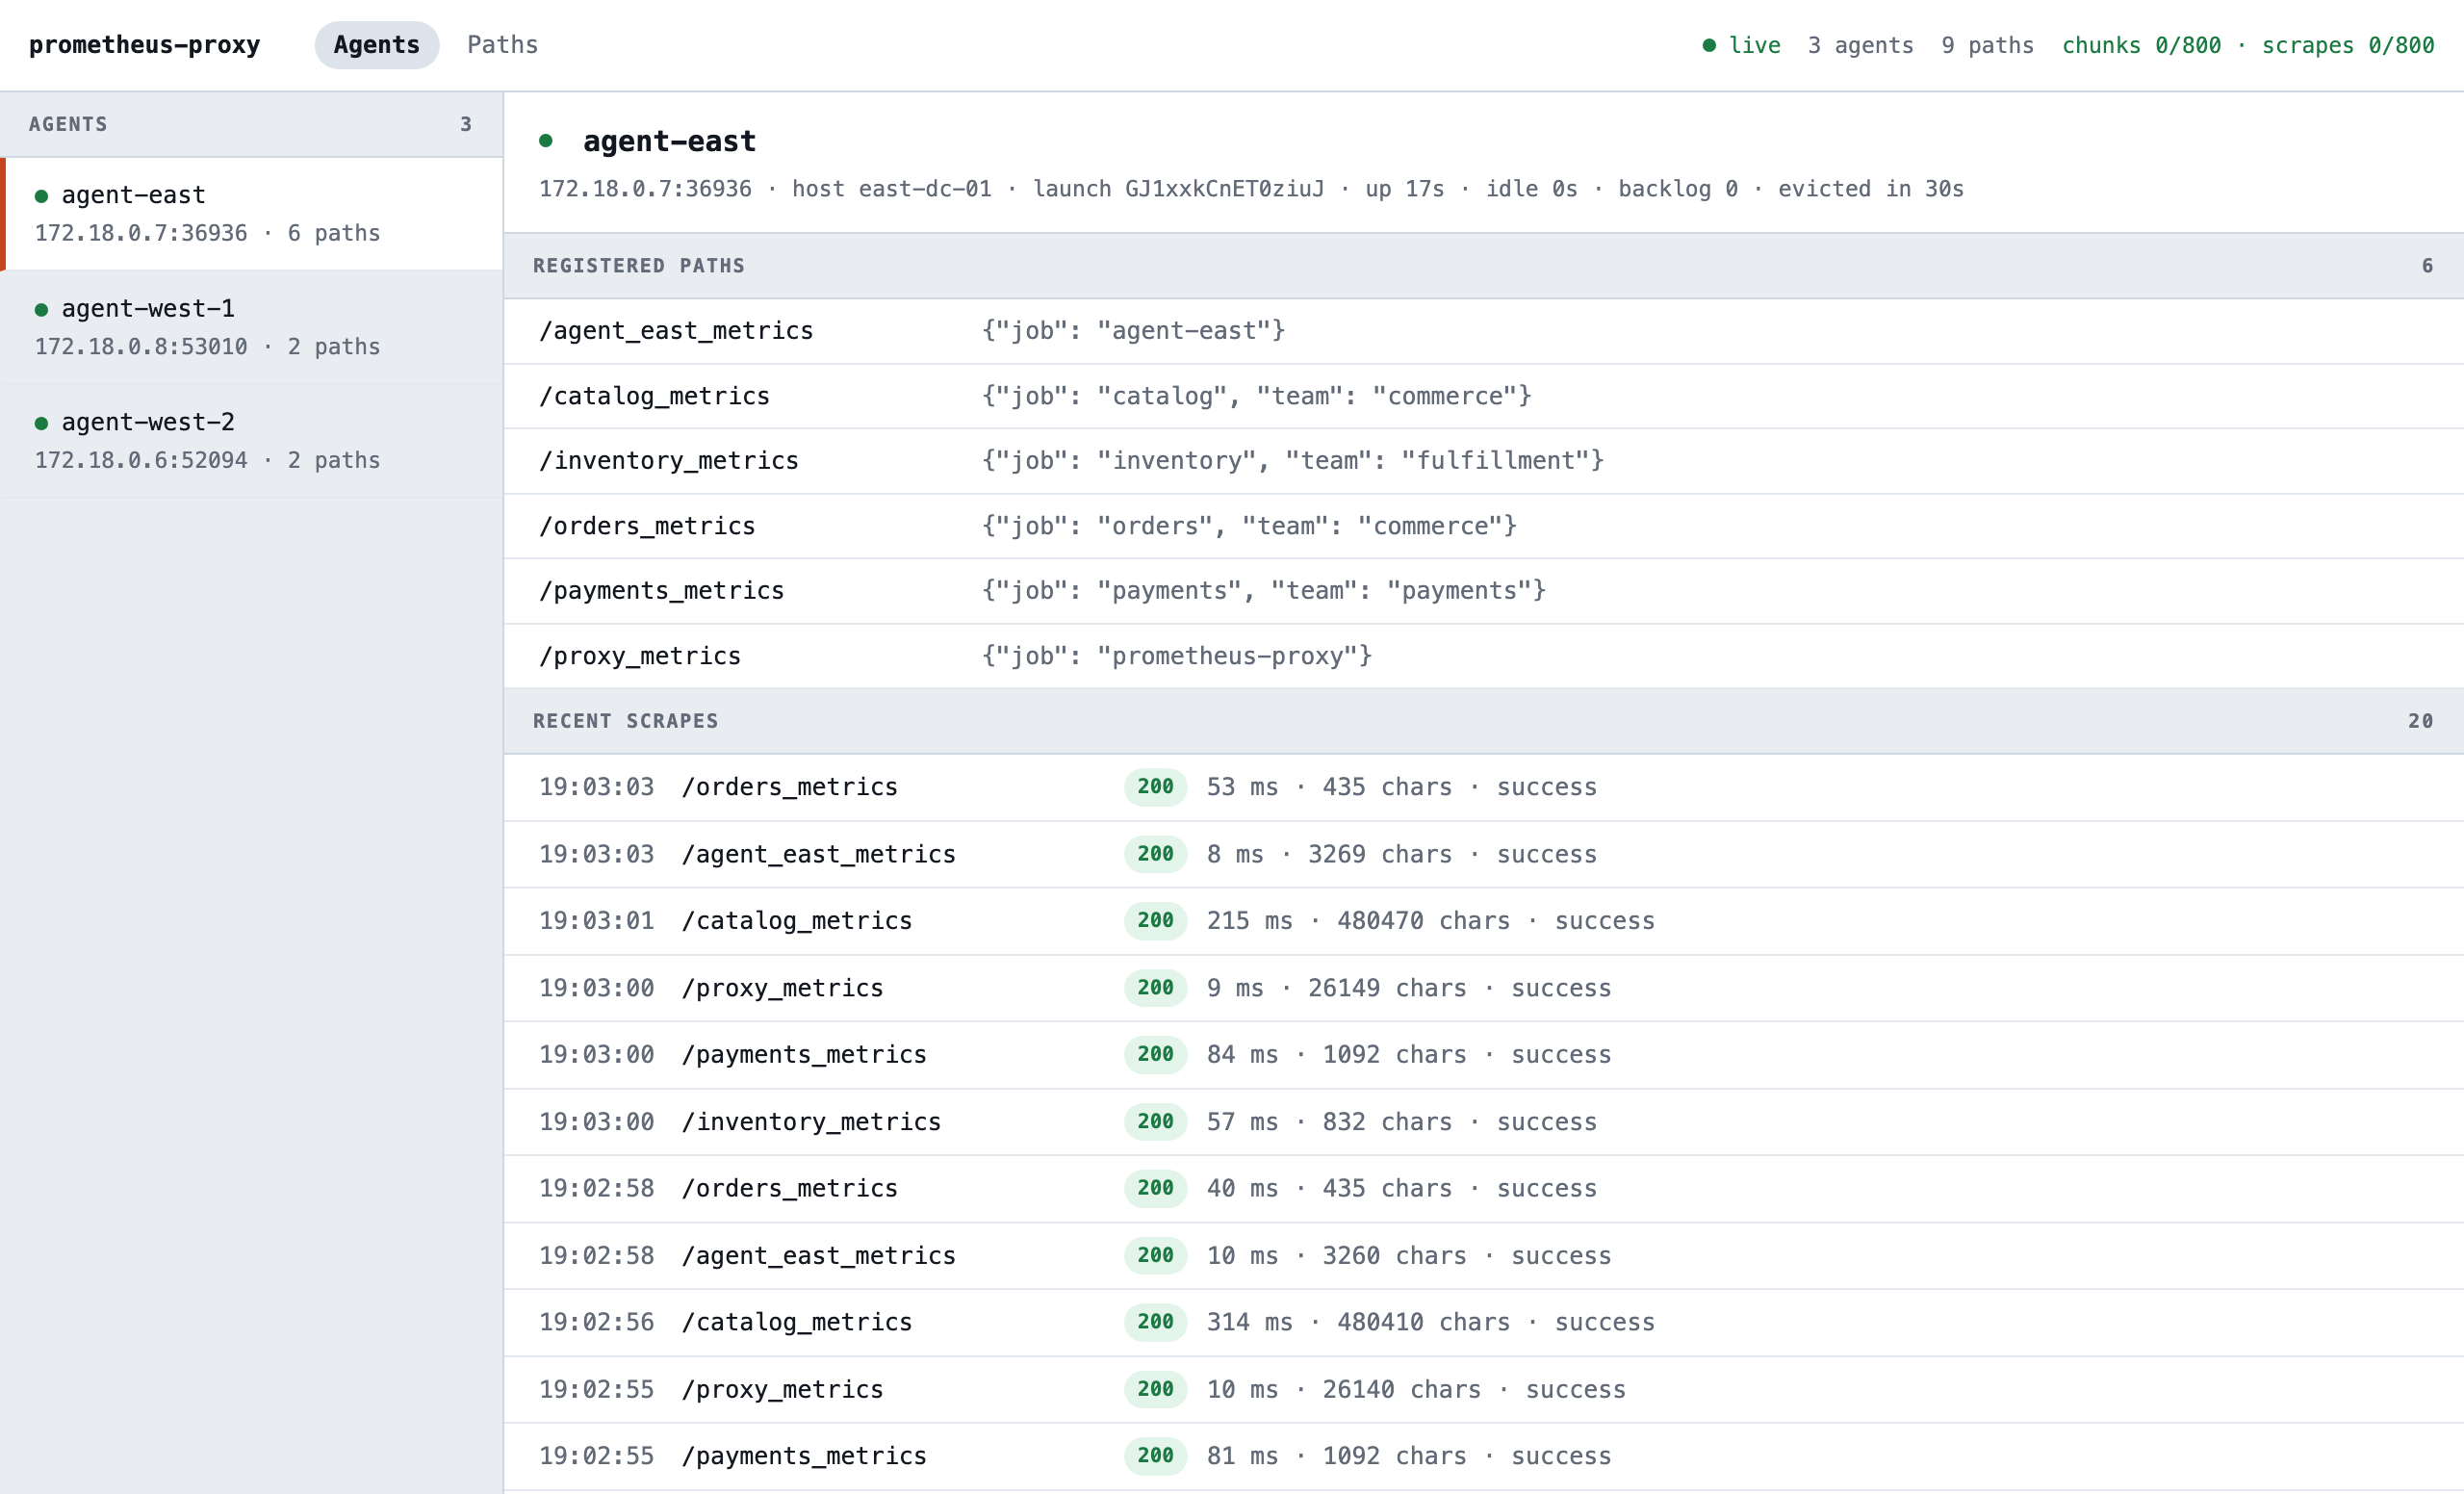 prometheus-proxy Agents Paths live 3 agents 9 paths chunks 0/800 · scrapes 0/800
AGENTS 3
agent-east
172.18.0.7:36936 · 6 paths
agent-west-1
172.18.0.8:53010 · 2 paths
agent-west-2
172.18.0.6:52094 · 2 paths
agent-east
172.18.0.7:36936 · host east-dc-01 · launch GJ1xxkCnET0ziuJ · up 17s · idle 0s · backlog 0 · evicted in 30s
REGISTERED PATHS 6
/agent_east_metrics {"job": "agent-east"}
/catalog_metrics {"job": "catalog", "team": "commerce"}
/inventory_metrics {"job": "inventory", "team": "fulfillment"}
/orders_metrics {"job": "orders", "team": "commerce"}
/payments_metrics {"job": "payments", "team": "payments"}
/proxy_metrics {"job": "prometheus-proxy"}
RECENT SCRAPES 20
19:03:03 /orders_metrics 200 53 ms · 435 chars · success
19:03:03 /agent_east_metrics 200 8 ms · 3269 chars · success
19:03:01 /catalog_metrics 200 215 ms · 480470 chars · success
19:03:00 /proxy_metrics 200 9 ms · 26149 chars · success
19:03:00 /payments_metrics 200 84 ms · 1092 chars · success
19:03:00 /inventory_metrics 200 57 ms · 832 chars · success
19:02:58 /orders_metrics 200 40 ms · 435 chars · success
19:02:58 /agent_east_metrics 200 10 ms · 3260 chars · success
19:02:56 /catalog_metrics 200 314 ms · 480410 chars · success
19:02:55 /proxy_metrics 200 10 ms · 26140 chars · success
19:02:55 /payments_metrics 200 81 ms · 1092 chars · success